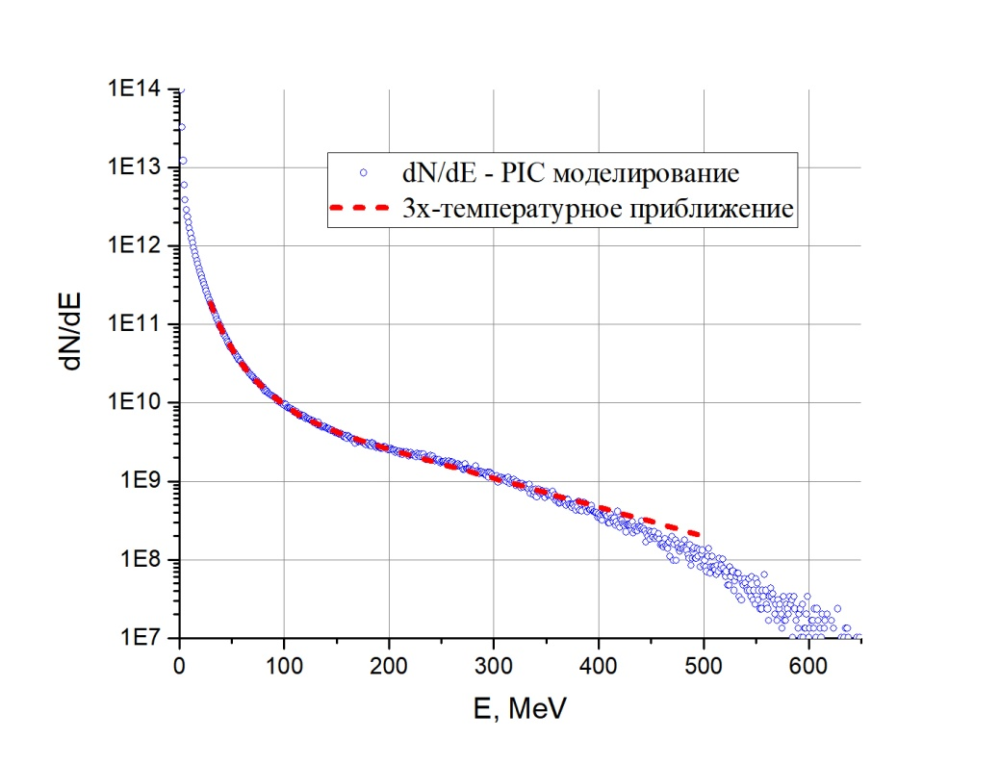 1E14
1E13
1E12
1E11
1E10
1E9
1E8
1E7
dN/dE
dN/dE - PIC моделирование
3х-температурное приближение
0 100 200 300 400 500 600
E, MeV